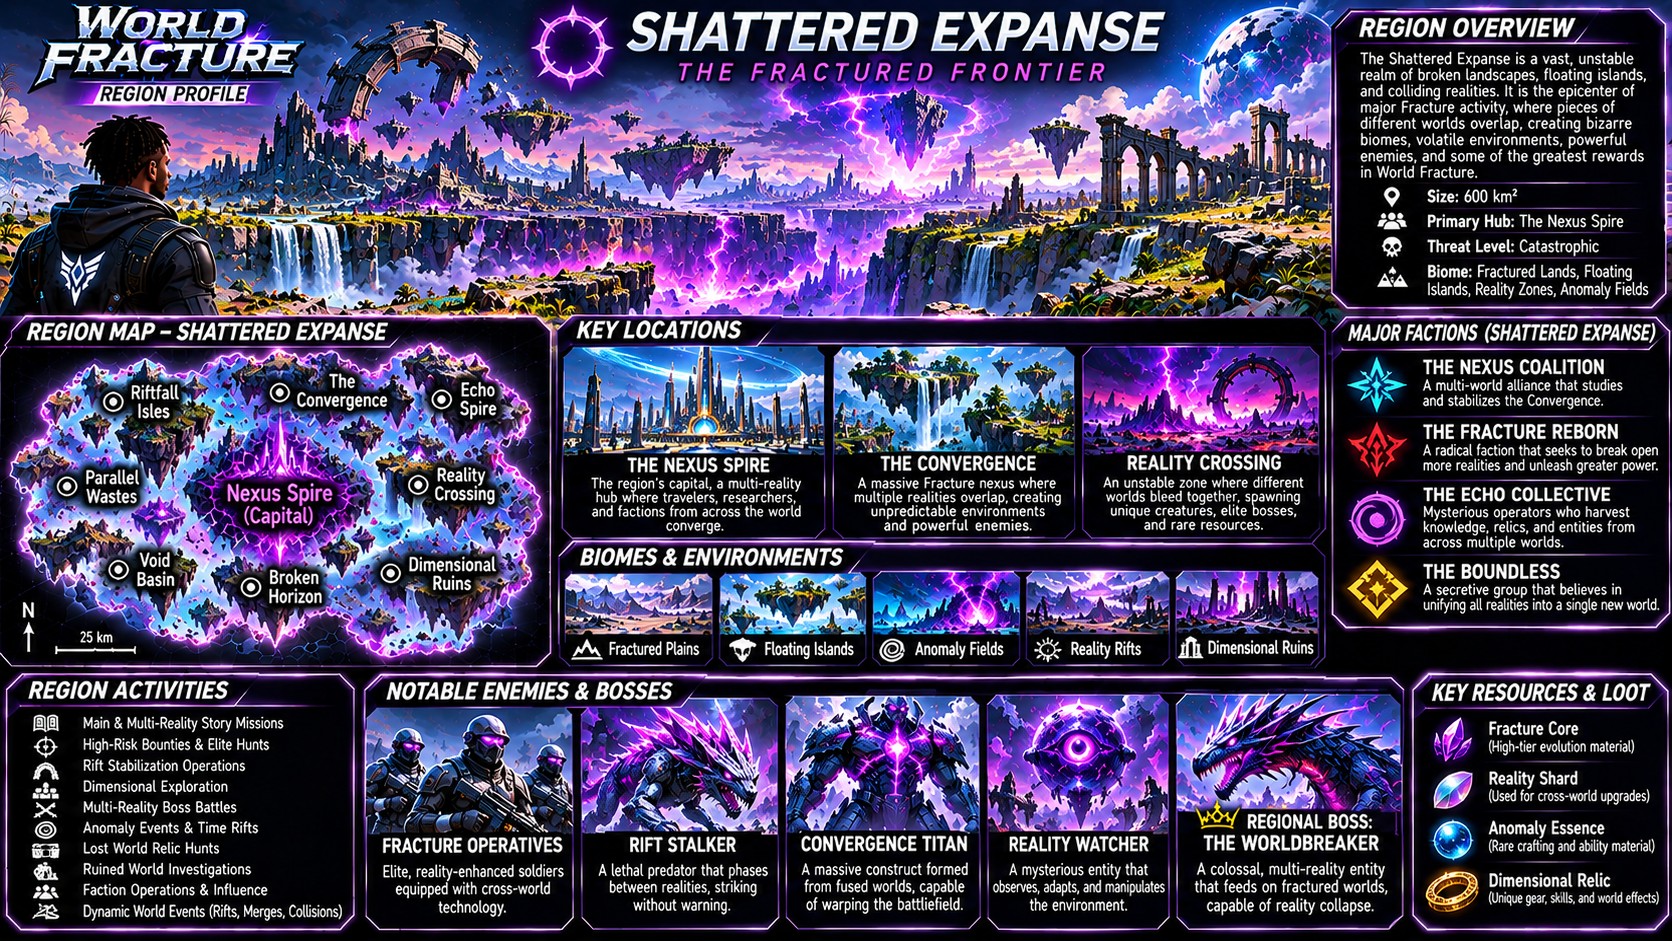 WORLD
FRACTURE
REGION PROFILE
SHATTERED EXPANSE
THE FRACTURED FRONTIER
REGION OVERVIEW
The Shattered Expanse is a vast, unstable
realm of broken landscapes, floating islands,
and colliding realities. It is the epicenter of
major Fracture activity, where pieces of
different worlds overlap, creating bizarre
biomes, volatile environments, powerful
enemies, and some of the greatest rewards
in World Fracture.
Size: 600 km²
Primary Hub: The Nexus Spire
Threat Level: Catastrophic
Biome: Fractured Lands, Floating
Islands, Reality Zones, Anomaly Fields
REGION MAP – SHATTERED EXPANSE
Riftfall
Isles
The
Convergence
Echo
Spire
Parallel
Wastes
Nexus Spire
(Capital)
Reality
Crossing
Void
Basin
Broken
Horizon
Dimensional
Ruins
N
25 km
KEY LOCATIONS
THE NEXUS SPIRE
The region's capital, a multi-reality
hub where travelers, researchers,
and factions from across the world
converge.
THE CONVERGENCE
A massive Fracture nexus where
multiple realities overlap, creating
unpredictable environments
and powerful enemies.
REALITY CROSSING
An unstable zone where different
worlds bleed together, spawning
unique creatures, elite bosses,
and rare resources.
BIOMES & ENVIRONMENTS
Fractured Plains
Floating Islands
Anomaly Fields
Reality Rifts
Dimensional Ruins
MAJOR FACTIONS (SHATTERED EXPANSE)
THE NEXUS COALITION
A multi-world alliance that studies
and stabilizes the Convergence.
THE FRACTURE REBORN
A radical faction that seeks to break open
more realities and unleash greater power.
THE ECHO COLLECTIVE
Mysterious operators who harvest
knowledge, relics, and entities from
across multiple worlds.
THE BOUNDLESS
A secretive group that believes in
unifying all realities into a single new world.
REGION ACTIVITIES
Main & Multi-Reality Story Missions
High-Risk Bounties & Elite Hunts
Rift Stabilization Operations
Dimensional Exploration
Multi-Reality Boss Battles
Anomaly Events & Time Rifts
Lost World Relic Hunts
Ruined World Investigations
Faction Operations & Influence
Dynamic World Events (Rifts, Merges, Collisions)
NOTABLE ENEMIES & BOSSES
FRACTURE OPERATIVES
Elite, reality-enhanced soldiers
equipped with cross-world
technology.
RIFT STALKER
A lethal predator that phases
between realities, striking
without warning.
CONVERGENCE TITAN
A massive construct formed
from fused worlds, capable
of warping the battlefield.
REALITY WATCHER
A mysterious entity that
observes, adapts, and manipulates
the environment.
REGIONAL BOSS:
THE WORLDBREAKER
A colossal, multi-reality entity
that feeds on fractured worlds,
capable of reality collapse.
KEY RESOURCES & LOOT
Fracture Core
(High-tier evolution material)
Reality Shard
(Used for cross-world upgrades)
Anomaly Essence
(Rare crafting and ability material)
Dimensional Relic
(Unique gear, skills, and world effects)